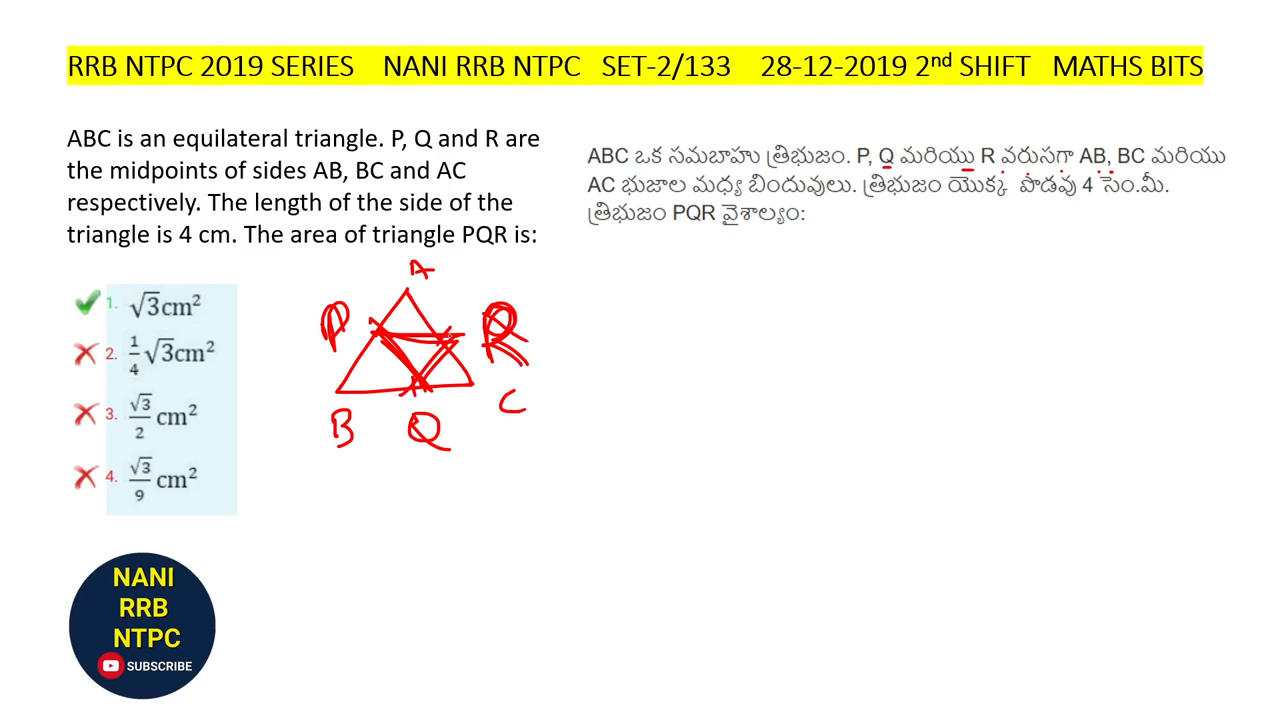 RRB NTPC 2019 SERIES NANI RRB NTPC SET-2/133 28-12-2019 2nd SHIFT MATHS BITS
ABC is an equilateral triangle. P, Q and R are
the midpoints of sides AB, BC and AC
respectively. The length of the side of the
triangle is 4 cm. The area of triangle PQR is:
ABC ఒక సమబాహు త్రిభుజం. P, Q మరియు R వరుసగా AB, BC మరియు
AC భుజాల మధ్య బిందువులు. త్రిభుజం యొక్క పొడవు 4 సెం.మీ.
త్రిభుజం PQR వైశాల్యం:
1. √3 cm²
2. 1/4 √3 cm²
3. √3/2 cm²
4. √3/9 cm²
A
P
R
B
Q
C
NANI
RRB
NTPC
SUBSCRIBE